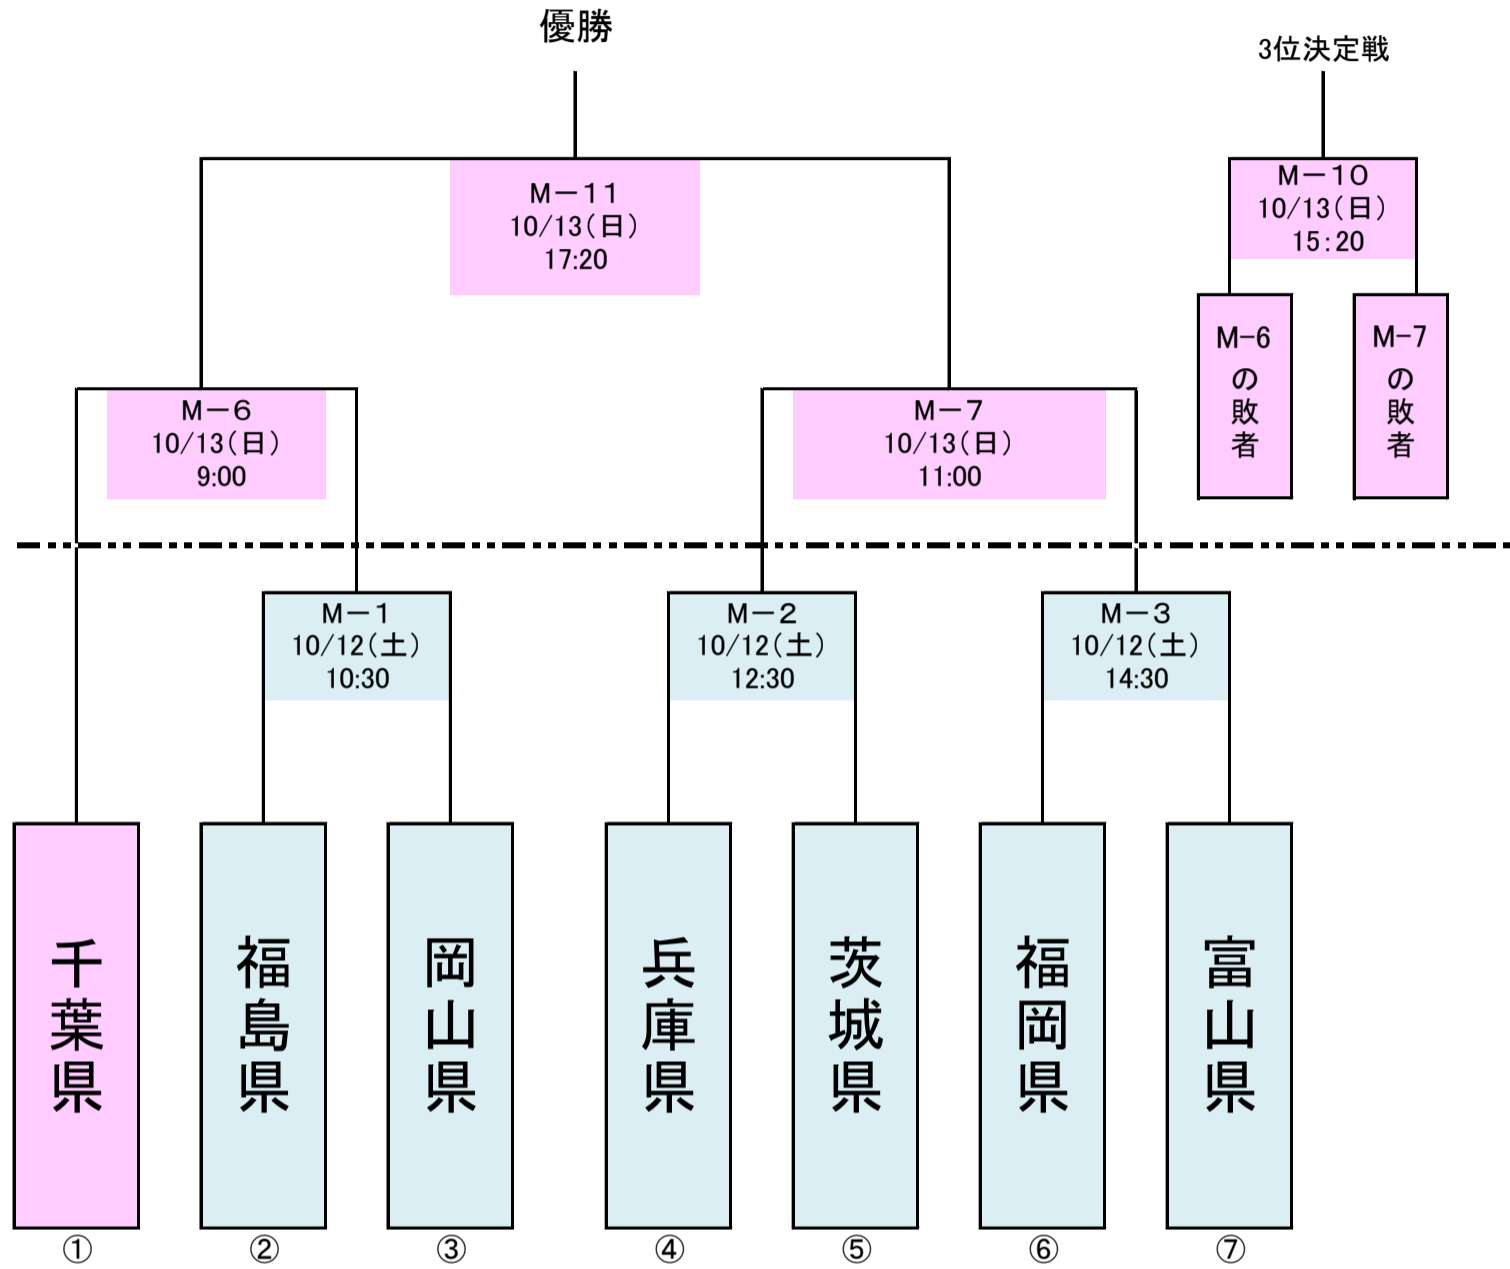 優勝
3位決定戦
M－11
10/13(日)
17:20
M－10
10/13(日)
15:20
M-6の敗者
M-7の敗者
M－6
10/13(日)
9:00
M－7
10/13(日)
11:00
M－1
10/12(土)
10:30
M－2
10/12(土)
12:30
M－3
10/12(土)
14:30
千葉県
福島県
岡山県
兵庫県
茨城県
福岡県
富山県
①
②
③
④
⑤
⑥
⑦